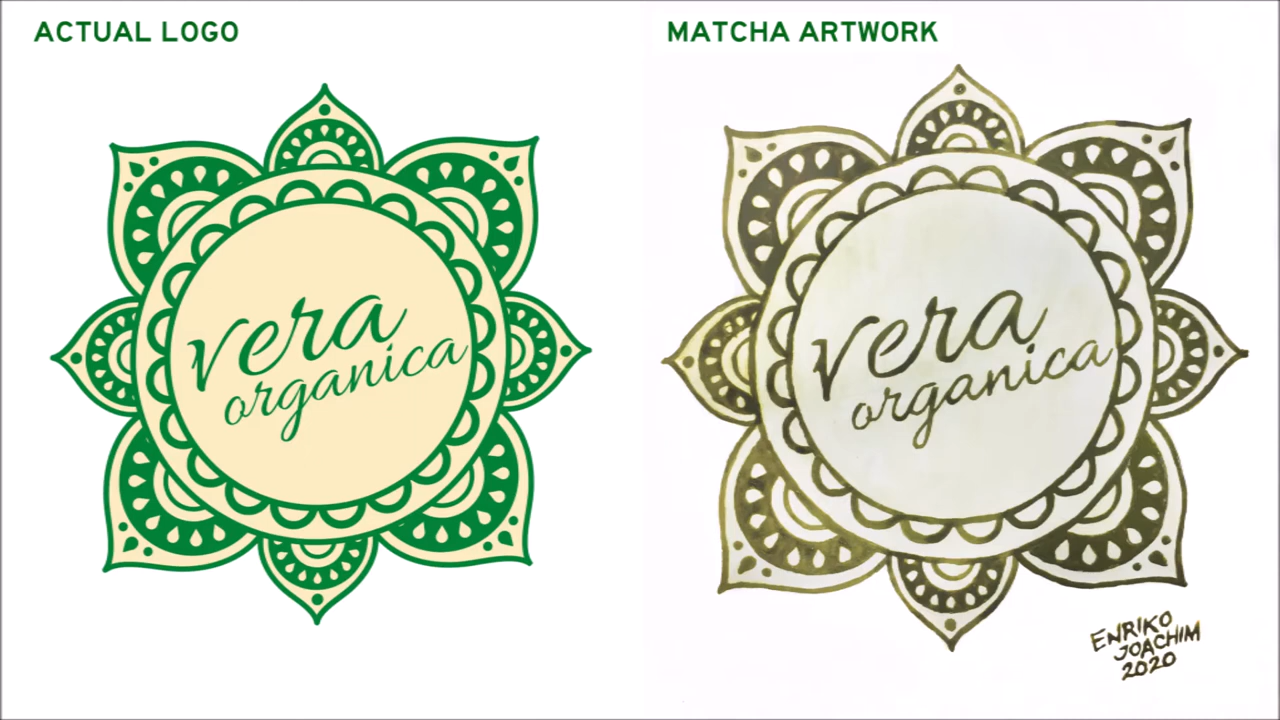 ACTUAL LOGO
vera
organica
MATCHA ARTWORK
vera
organica
ENRIKO
JOACHIM
2020